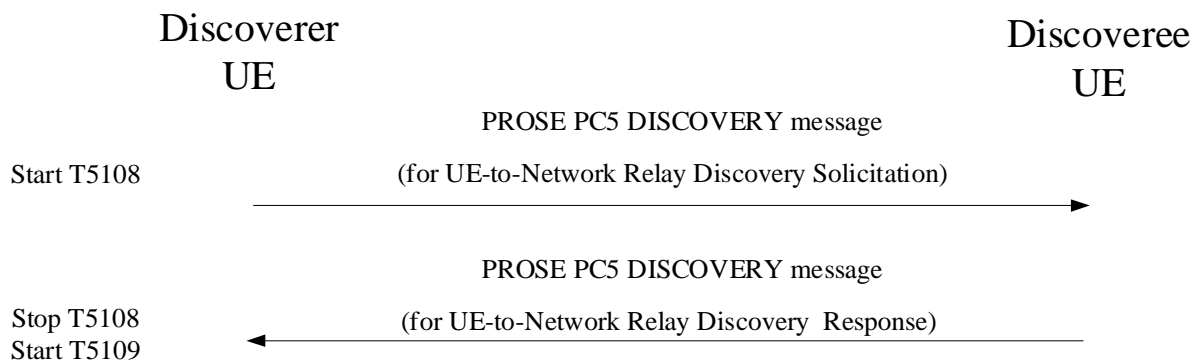 Discoverer
UE
Discoveree
UE
PROSE PC5 DISCOVERY message
Start T5108
(for UE-to-Network Relay Discovery Solicitation)
PROSE PC5 DISCOVERY message
Stop T5108
Start T5109
(for UE-to-Network Relay Discovery Response)